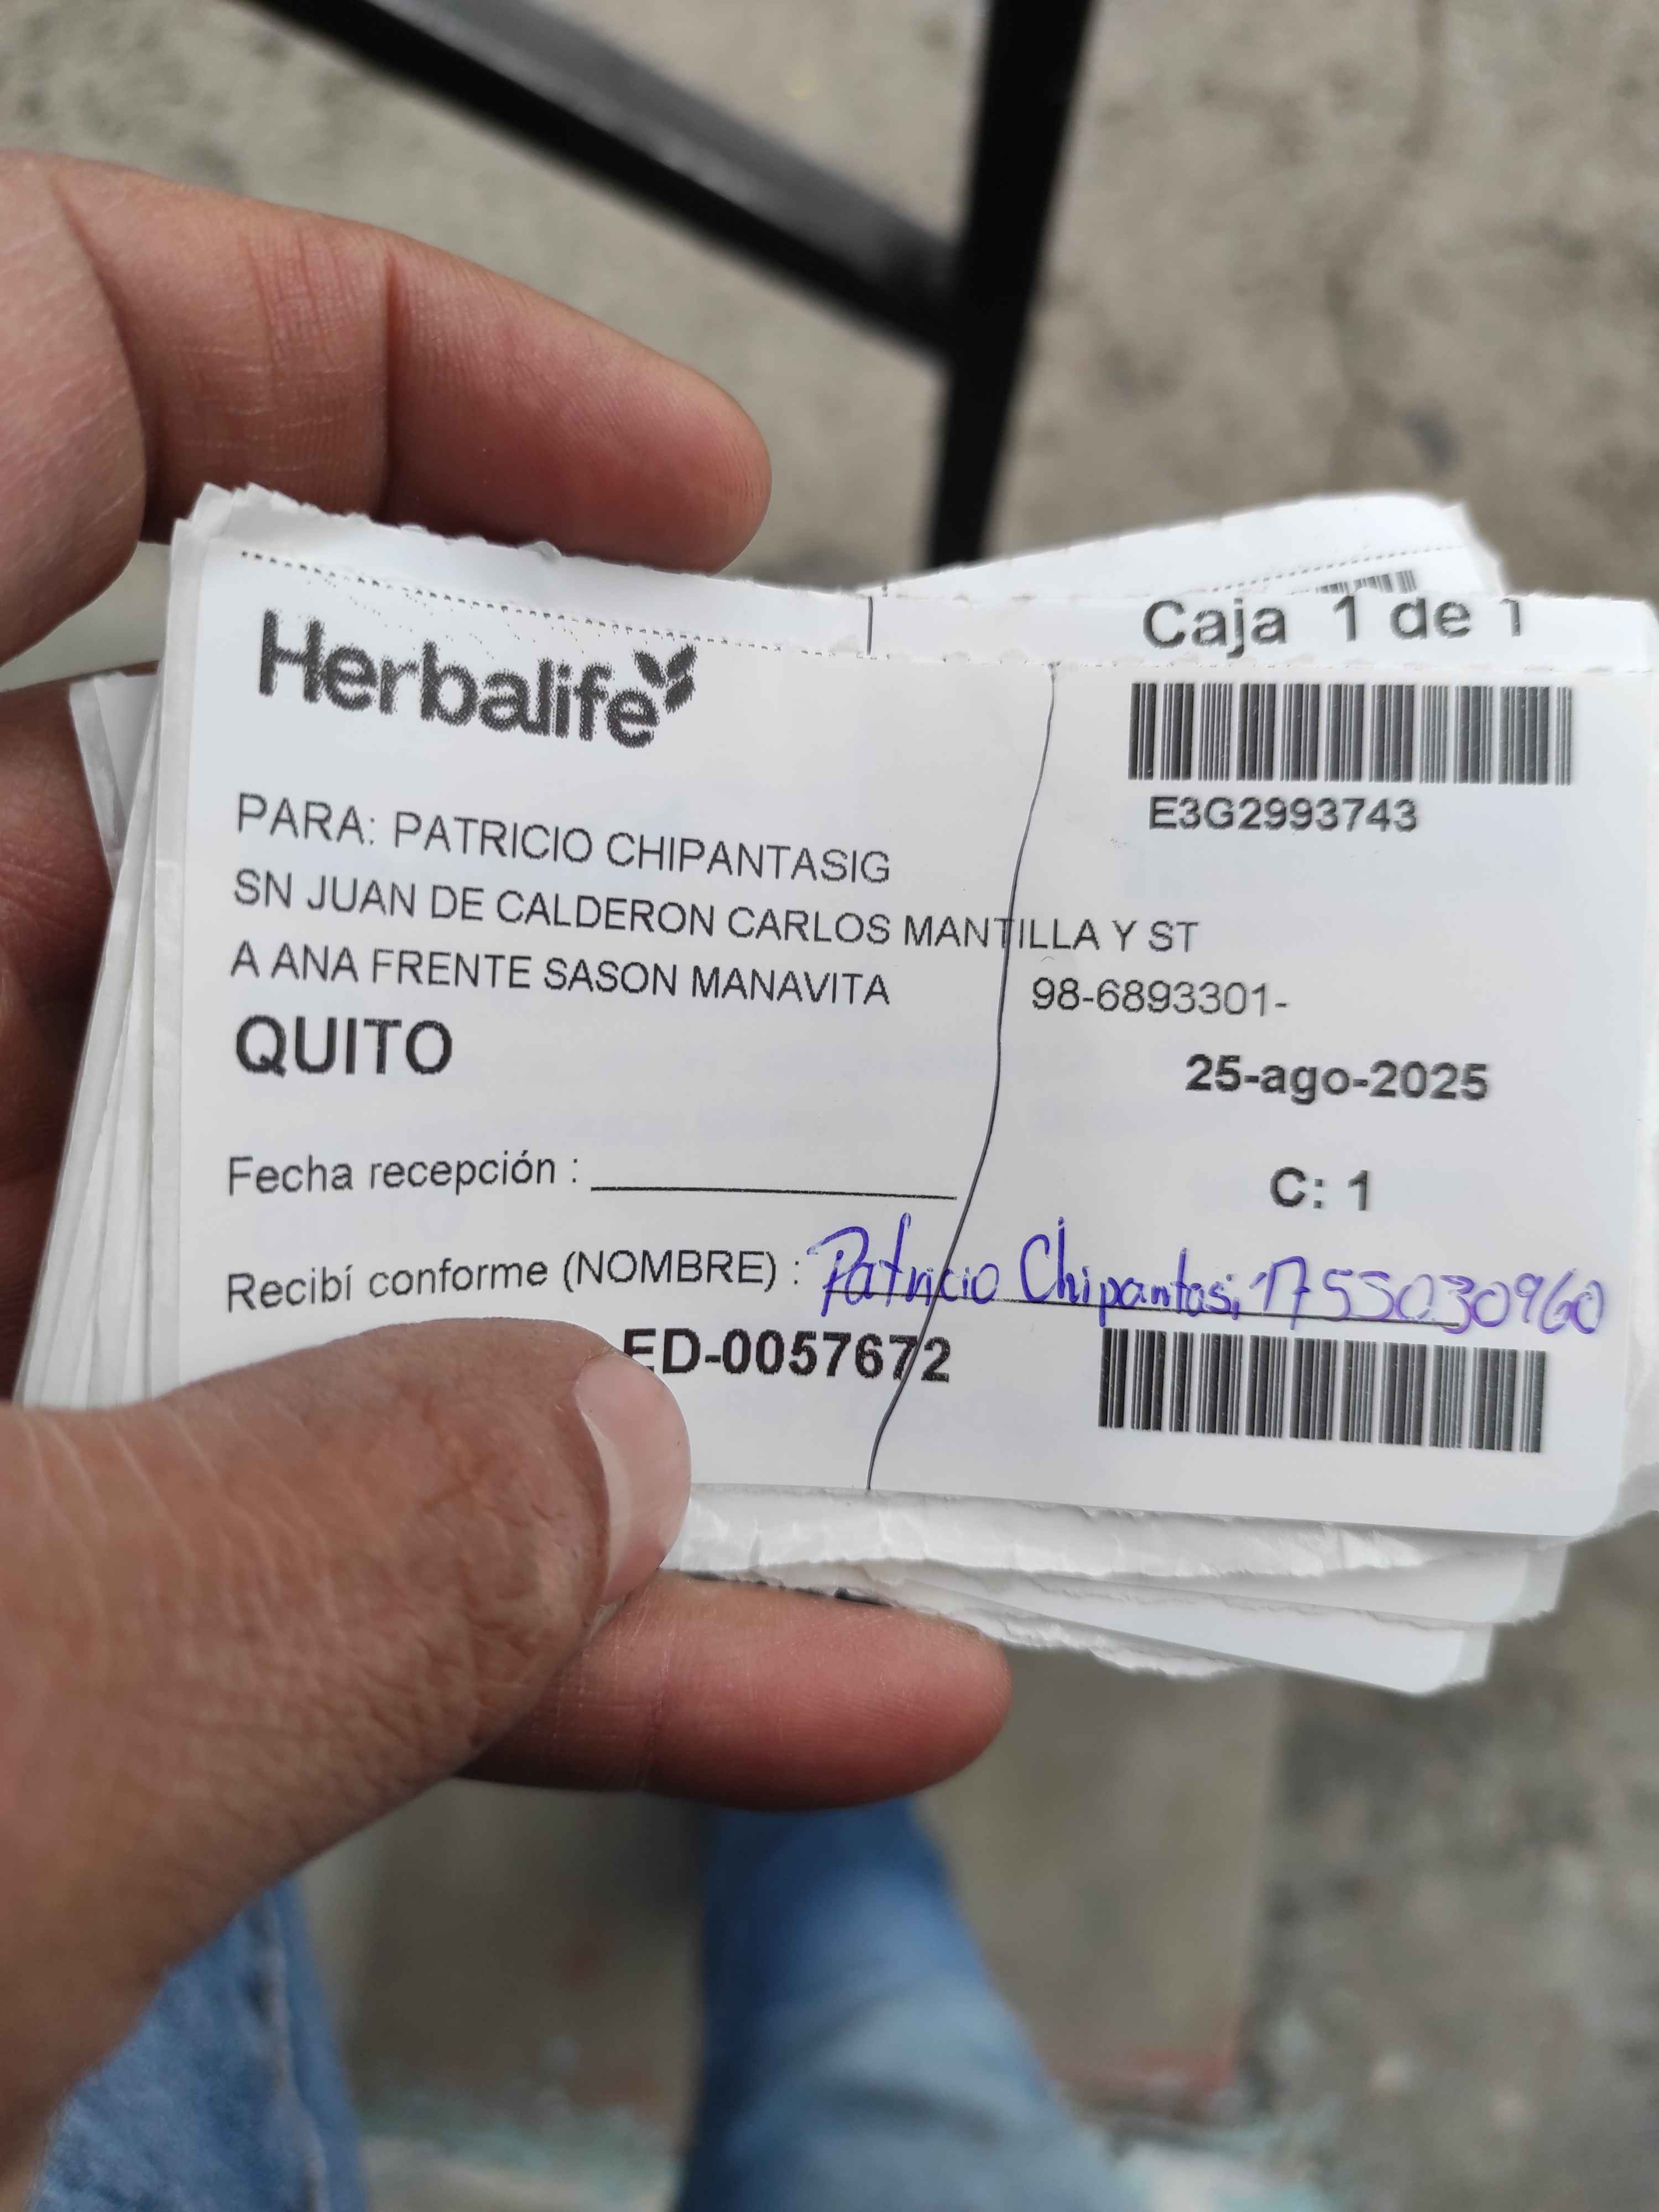 Caja 1 de 1
Herbalife
E3G2993743
PARA: PATRICIO CHIPANTASIG
SN JUAN DE CALDERON CARLOS MANTILLA Y ST
A ANA FRENTE SASON MANAVITA 98-6893301-
QUITO
25-ago-2025
Fecha recepción :
C: 1
Recibí conforme (NOMBRE) : Patricio Chipantasi 1755030960
ED-0057672